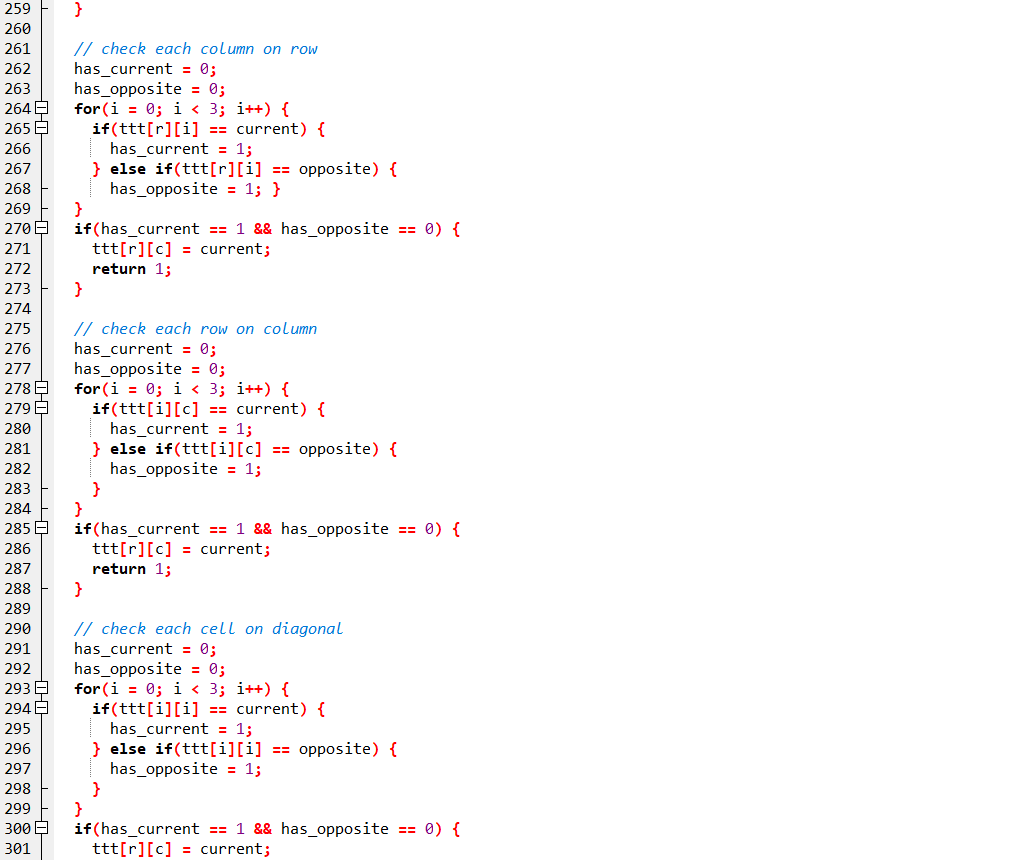 259 }
260
261 // check each column on row
262 has_current = 0;
263 has_opposite = 0;
264 for(i = 0; i < 3; i++) {
265 if(ttt[r][i] == current) {
266 has_current = 1;
267 } else if(ttt[r][i] == opposite) {
268 has_opposite = 1; }
269 }
270 if(has_current == 1 && has_opposite == 0) {
271 ttt[r][c] = current;
272 return 1;
273 }
274
275 // check each row on column
276 has_current = 0;
277 has_opposite = 0;
278 for(i = 0; i < 3; i++) {
279 if(ttt[i][c] == current) {
280 has_current = 1;
281 } else if(ttt[i][c] == opposite) {
282 has_opposite = 1;
283 }
284 }
285 if(has_current == 1 && has_opposite == 0) {
286 ttt[r][c] = current;
287 return 1;
288 }
289
290 // check each cell on diagonal
291 has_current = 0;
292 has_opposite = 0;
293 for(i = 0; i < 3; i++) {
294 if(ttt[i][i] == current) {
295 has_current = 1;
296 } else if(ttt[i][i] == opposite) {
297 has_opposite = 1;
298 }
299 }
300 if(has_current == 1 && has_opposite == 0) {
301 ttt[r][c] = current;